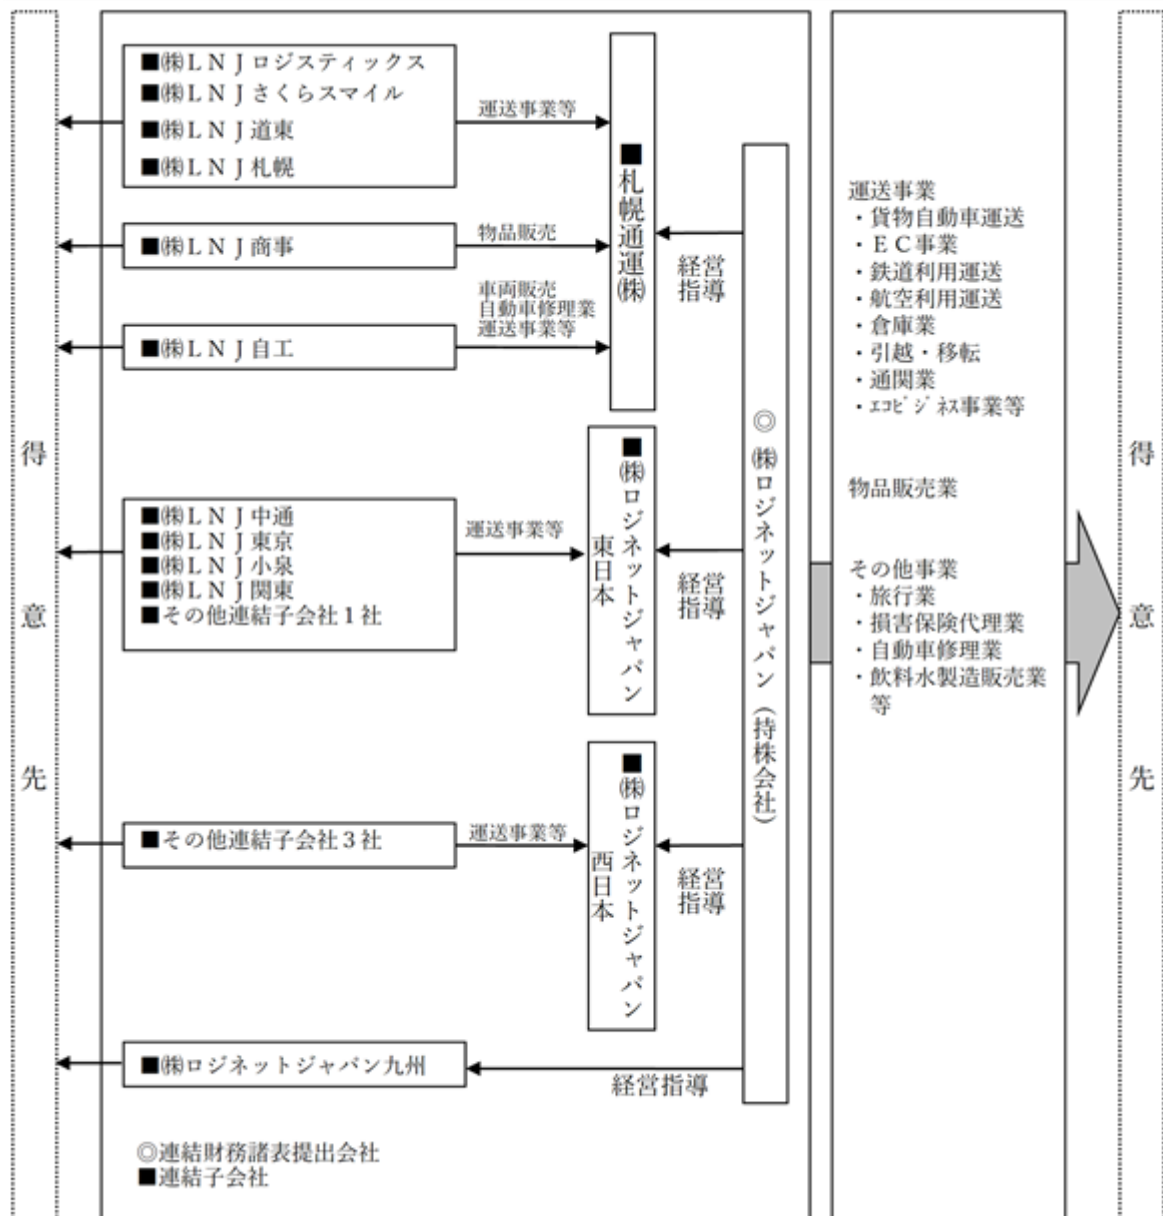 得意先
■㈱ＬＮＪロジスティックス
■㈱ＬＮＪさくらスマイル
■㈱ＬＮＪ道東
■㈱ＬＮＪ札幌
運送事業等
■㈱ＬＮＪ商事
物品販売
■㈱ＬＮＪ自工
車両販売
自動車修理業
運送事業等
■札幌通運㈱
経営
指導
■㈱ＬＮＪ中通
■㈱ＬＮＪ東京
■㈱ＬＮＪ小泉
■㈱ＬＮＪ関東
■その他連結子会社１社
運送事業等
■㈱ロジネットジャパン
東日本
経営
指導
■その他連結子会社３社
運送事業等
■㈱ロジネットジャパン
西日本
経営
指導
■㈱ロジネットジャパン九州
経営指導
◎㈱ロジネットジャパン（持株会社）
◎連結財務諸表提出会社
■連結子会社
運送事業
・貨物自動車運送
・ＥＣ事業
・鉄道利用運送
・航空利用運送
・倉庫業
・引越・移転
・通関業
・ｴｺﾋﾞｼﾞﾈｽ事業等
物品販売業
その他事業
・旅行業
・損害保険代理業
・自動車修理業
・飲料水製造販売業
等
得意先